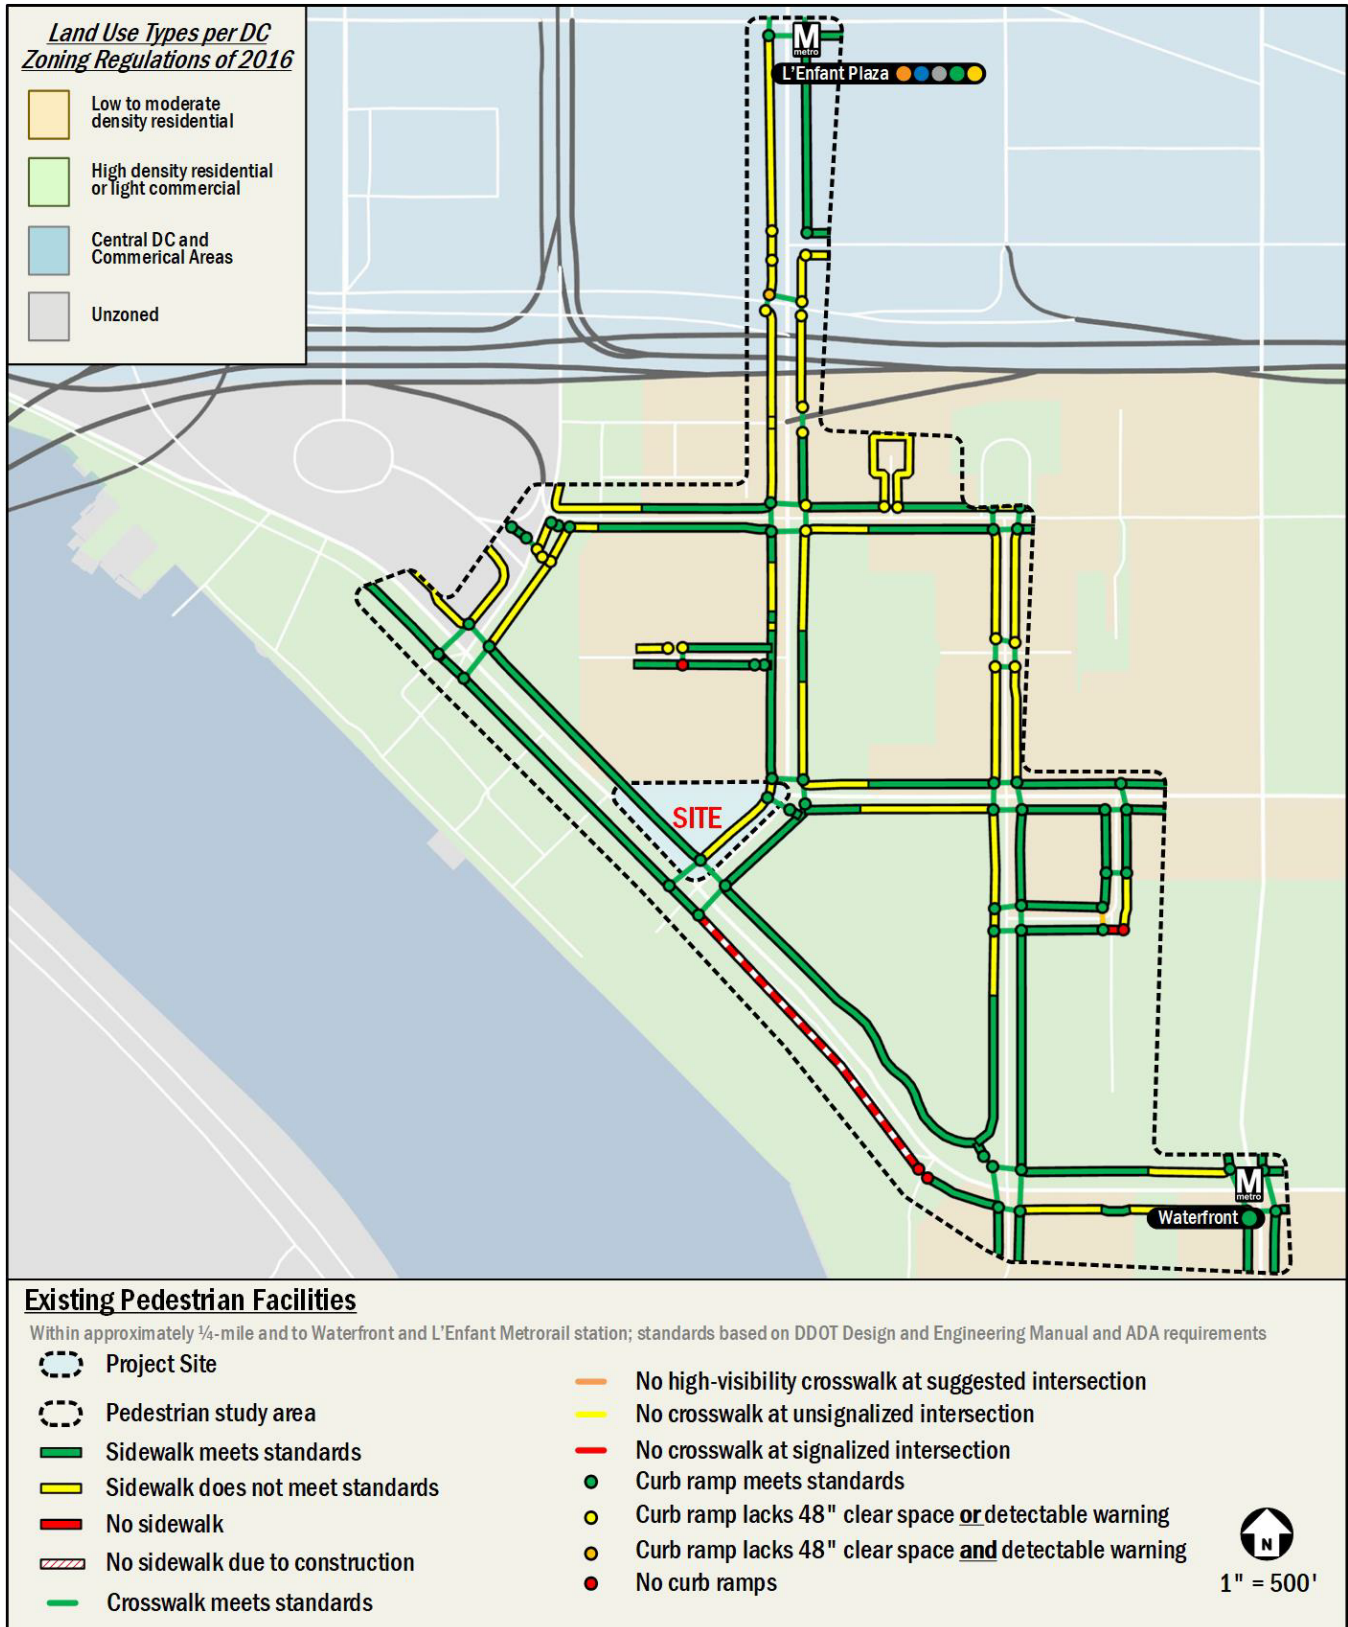 Land Use Types per DC
Zoning Regulations of 2016
Low to moderate
density residential
High density residential
or light commercial
Central DC and
Commerical Areas
Unzoned
M
metro
L'Enfant Plaza
SITE
M
metro
Waterfront
Existing Pedestrian Facilities
Within approximately ¼-mile and to Waterfront and L'Enfant Metrorail station; standards based on DDOT Design and Engineering Manual and ADA requirements
Project Site
Pedestrian study area
Sidewalk meets standards
Sidewalk does not meet standards
No sidewalk
No sidewalk due to construction
Crosswalk meets standards
No high-visibility crosswalk at suggested intersection
No crosswalk at unsignalized intersection
No crosswalk at signalized intersection
Curb ramp meets standards
Curb ramp lacks 48" clear space or detectable warning
Curb ramp lacks 48" clear space and detectable warning
No curb ramps
N
1" = 500'